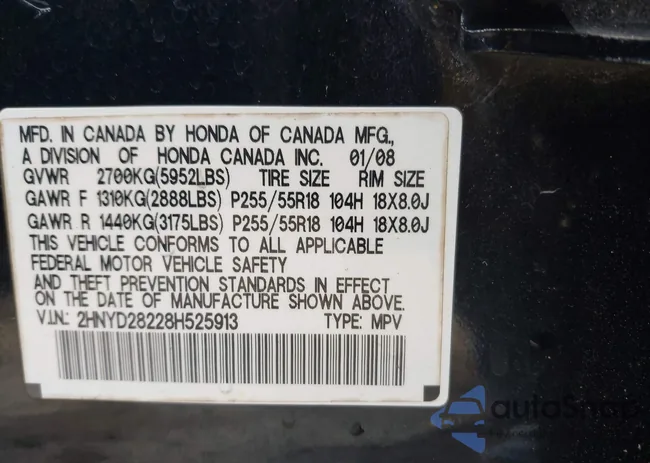 MFD. IN CANADA BY HONDA OF CANADA MFG.,
A DIVISION OF HONDA CANADA INC. 01/08
GVWR 2700KG(5952LBS) TIRE SIZE RIM SIZE
GAWR F 1310KG(2888LBS) P255/55R18 104H 18X8.0J
GAWR R 1440KG(3175LBS) P255/55R18 104H 18X8.0J
THIS VEHICLE CONFORMS TO ALL APPLICABLE
FEDERAL MOTOR VEHICLE SAFETY
AND THEFT PREVENTION STANDARDS IN EFFECT
ON THE DATE OF MANUFACTURE SHOWN ABOVE.
V.I.N.: 2HNYD28228H525913 TYPE: MPV
autoSnap